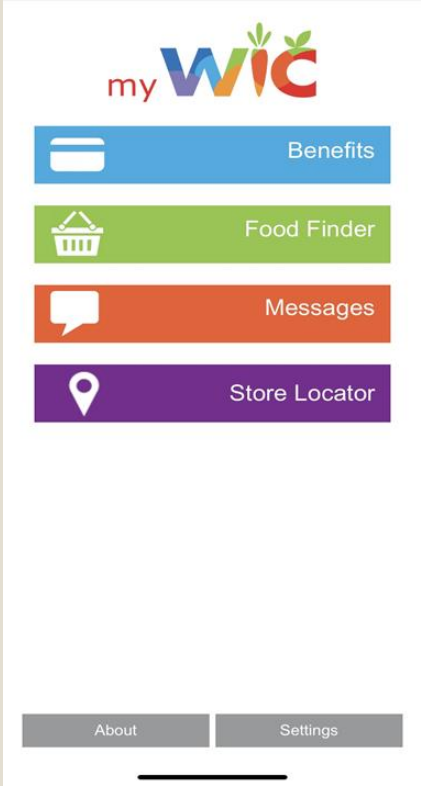 my WIC
Benefits
Food Finder
Messages
Store Locator
About
Settings